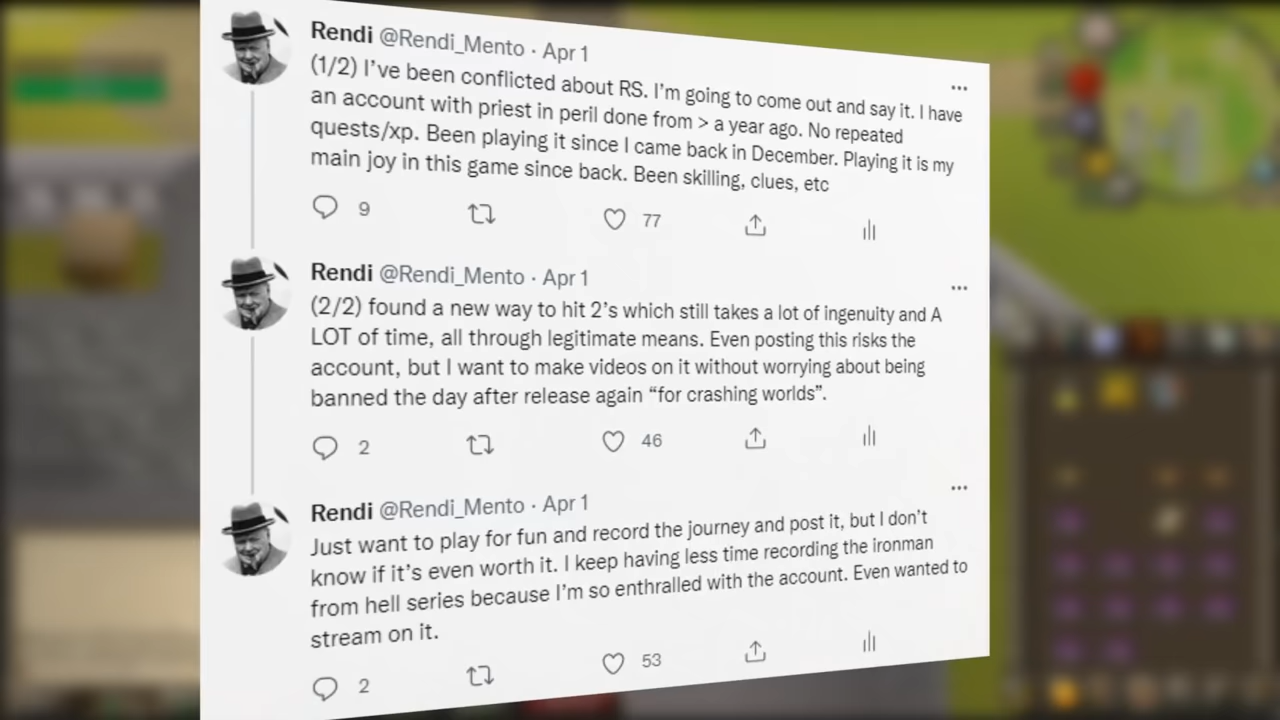 Rendi @Rendi_Mento · Apr 1
(1/2) I've been conflicted about RS. I'm going to come out and say it. I have
an account with priest in peril done from > a year ago. No repeated
quests/xp. Been playing it since I came back in December. Playing it is my
main joy in this game since back. Been skilling, clues, etc
9 77
Rendi @Rendi_Mento · Apr 1
(2/2) found a new way to hit 2's which still takes a lot of ingenuity and A
LOT of time, all through legitimate means. Even posting this risks the
account, but I want to make videos on it without worrying about being
banned the day after release again “for crashing worlds”.
2 46
Rendi @Rendi_Mento · Apr 1
Just want to play for fun and record the journey and post it, but I don't
know if it's even worth it. I keep having less time recording the ironman
from hell series because I'm so enthralled with the account. Even wanted to
stream on it.
2 53